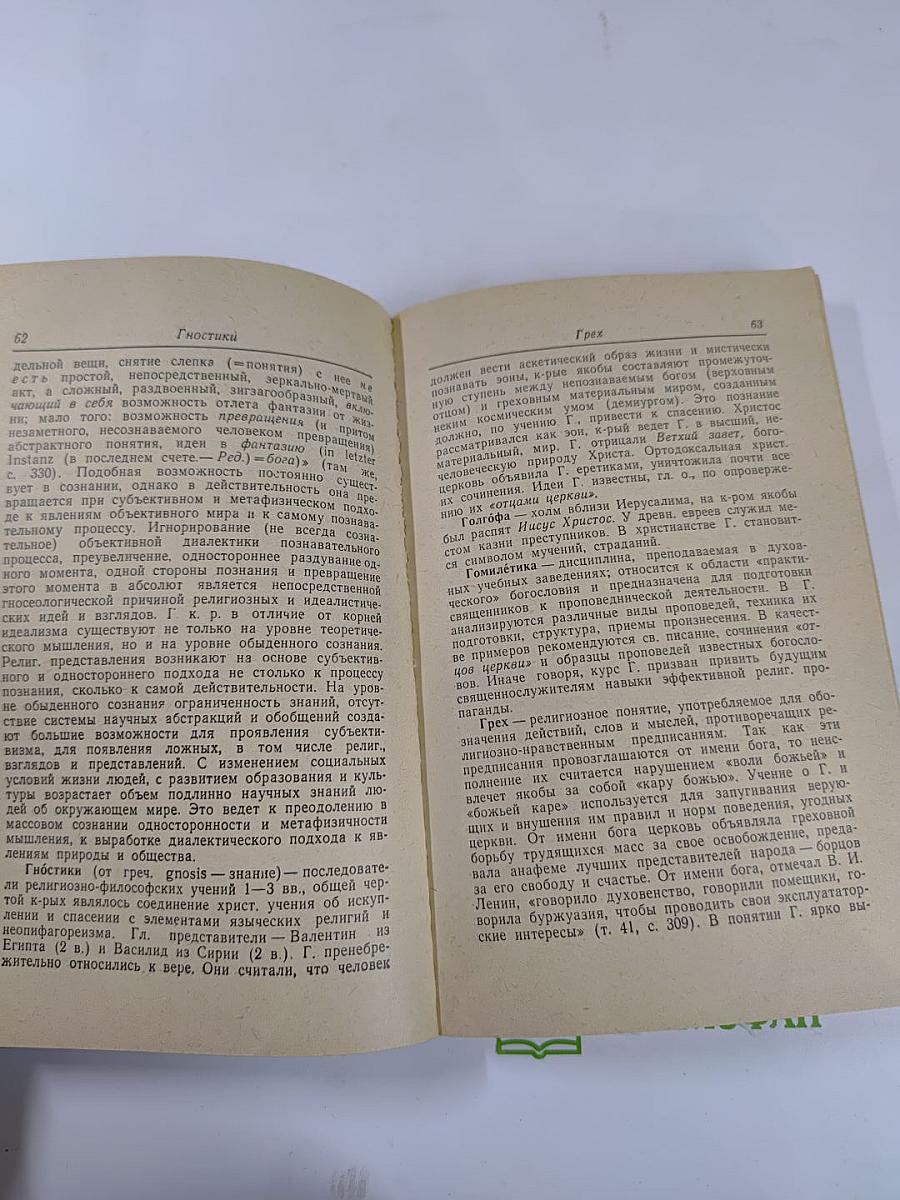 62
Гностики
дельной вещи, снятие слепка (=понятия) с нее не
есть простой, непосредственный, зеркально-мертвый
акт, а сложный, раздвоенный, зигзагообразный, вклю-
чающий в себя возможность отлета фантазии от жиз-
ни; мало того: возможность превращения (и притом
незаметного, несознаваемого человеком превращения)
абстрактного понятия, идеи в фантазию (in letzter
Instanz (в последнем счете.— Ред.)=бога)» (там же,
с. 330). Подобная возможность постоянно сущест-
вует в сознании, однако в действительность она пре-
вращается при субъективном и метафизическом подхо-
де к явлениям объективного мира и к самому познава-
тельному процессу. Игнорирование (не всегда созна-
тельное) объективной диалектики познавательного
процесса, преувеличение, одностороннее раздувание од-
ного момента, одной стороны познания и превращение
этого момента в абсолют является непосредственной
гносеологической причиной религиозных и идеалистиче-
ских идей и взглядов. Г. к. р. в отличие от корней
идеализма существуют не только на уровне теоретиче-
ского мышления, но и на уровне обыденного сознания.
Религ. представления возникают на основе субъектив-
ного и одностороннего подхода не столько к процессу
познания, сколько к самой действительности. На уров-
не обыденного сознания ограниченность знаний, отсут-
ствие системы научных абстракций и обобщений созда-
ют большие возможности для проявления субъекти-
визма, для появления ложных, в том числе религ.,
взглядов и представлений. С изменением социальных
условий жизни людей, с развитием образования и куль-
туры возрастает объем подлинно научных знаний лю-
дей об окружающем мире. Это ведет к преодолению в
массовом сознании односторонности и метафизичности
мышления, к выработке диалектического подхода к яв-
лениям природы и общества.
Гно́стики (от греч. gnosis — знание) — последовате-
ли религиозно-философских учений 1—3 вв., общей чер-
той к-рых являлось соединение христ. учения об искуп-
лении и спасении с элементами языческих религий и
неопифагореизма. Гл. представители — Валентин из
Египта (2 в.) и Василид из Сирии (2 в.). Г. пренебре-
жительно относились к вере. Они считали, что человек
Грех
63
должен вести аскетический образ жизни и мистически
познавать эоны, к-рые якобы составляют промежуточ-
ную ступень между непознаваемым богом (верховным
отцом) и греховным материальным миром, созданным
неким космическим умом (демиургом). Это познание
должно, по учению Г., привести к спасению. Христос
рассматривался как эон, к-рый ведет Г. в высший, не-
материальный, мир. Г. отрицали Ветхий завет, бого-
человеческую природу Христа. Ортодоксальная христ.
церковь объявила Г. еретиками, уничтожила почти все
их сочинения. Идеи Г. известны, гл. о., по опроверже-
нию их «отцами церкви».
Голго́фа — холм вблизи Иерусалима, на к-ром якобы
был распят Иисус Христос. У древн. евреев служил ме-
стом казни преступников. В христианстве Г. становит-
ся символом мучений, страданий.
Гомиле́тика — дисциплина, преподаваемая в духов-
ных учебных заведениях; относится к области «практи-
ческого» богословия и предназначена для подготовки
священников к проповеднической деятельности. В Г.
анализируются различные виды проповедей, техника их
подготовки, структура, приемы произнесения. В качест-
ве примеров рекомендуются св. писание, сочинения «от-
цов церкви» и образцы проповедей известных богосло-
вов. Иначе говоря, курс Г. призван привить будущим
священнослужителям навыки эффективной религ. про-
паганды.
Грех — религиозное понятие, употребляемое для обо-
значения действий, слов и мыслей, противоречащих ре-
лигиозно-нравственным предписаниям. Так как эти
предписания провозглашаются от имени бога, то неис-
полнение их считается нарушением «воли божьей» и
влечет якобы за собой «кару божью». Учение о Г. и
«божьей каре» используется для запугивания верую-
щих и внушения им правил и норм поведения, угодных
церкви. От имени бога церковь объявляла греховной
борьбу трудящихся масс за свое освобождение, преда-
вала анафеме лучших представителей народа — борцов
за его свободу и счастье. От имени бога, отмечал В. И.
Ленин, «говорило духовенство, говорили помещики, го-
ворила буржуазия, чтобы проводить свои эксплуататор-
ские интересы» (т. 41, с. 309). В понятии Г. ярко вы-